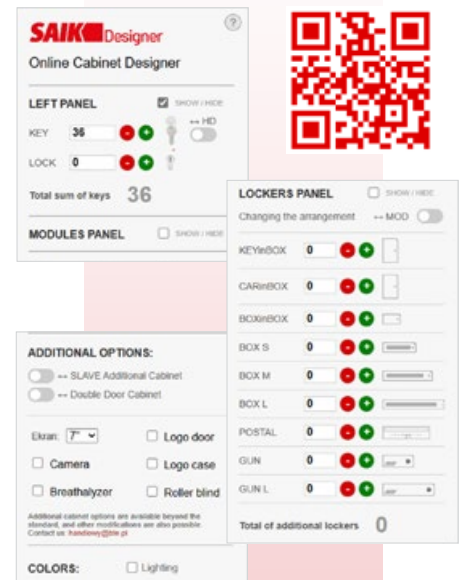 SAIK Designer
?
Online Cabinet Designer
LEFT PANEL SHOW / HIDE
KEY 36 - + ↔ HD
LOCK 0 - +
Total sum of keys 36
MODULES PANEL SHOW / HIDE
LOCKERS PANEL SHOW / HIDE
Changing the arrangement ↔ MOD
KEYinBOX 0 - +
CARinBOX 0 - +
BOXinBOX 0 - +
BOX S 0 - +
BOX M 0 - +
BOX L 0 - +
POSTAL 0 - +
GUN 0 - +
GUN L 0 - +
Total of additional lockers 0
ADDITIONAL OPTIONS:
↔ SLAVE Additional Cabinet
↔ Double Door Cabinet
Ekran: 7" Logo door
Camera Logo case
Breathalyzer Roller blind
Additional cabinet options are available beyond the
standard, and other modifications are also possible.
Contact us: handlowy@ble.pl
COLORS: Lighting